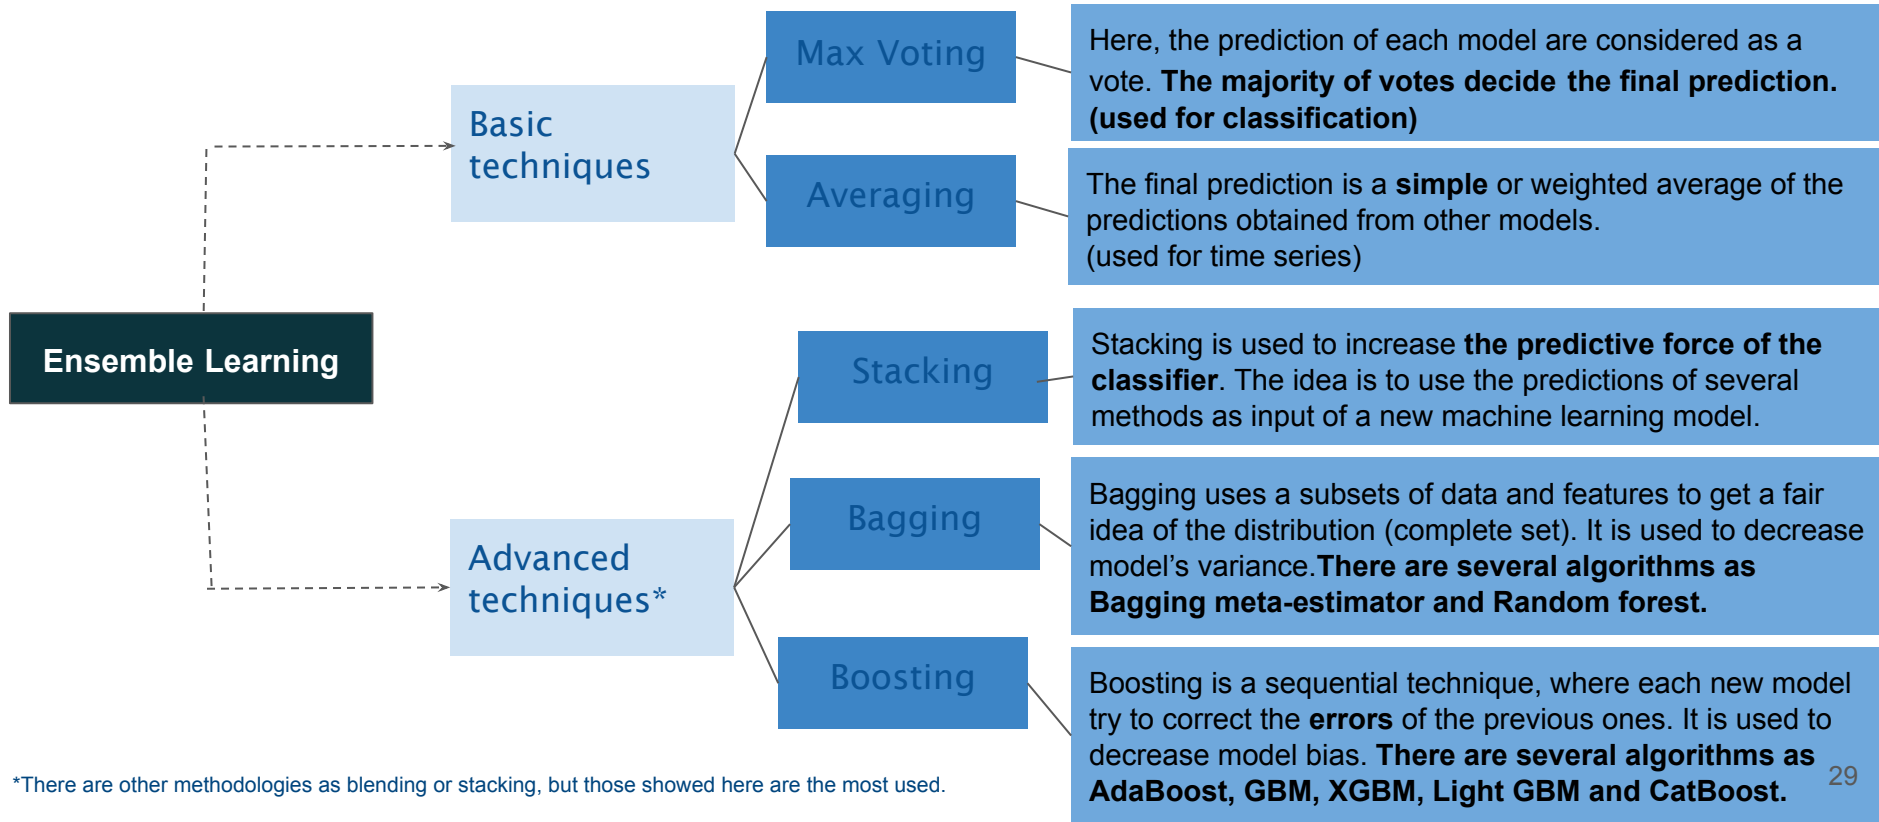 Ensemble Learning
Basic
techniques
Max Voting
Here, the prediction of each model are considered as a
vote. The majority of votes decide the final prediction.
(used for classification)
Averaging
The final prediction is a simple or weighted average of the
predictions obtained from other models.
(used for time series)
Advanced
techniques*
Stacking
Stacking is used to increase the predictive force of the
classifier. The idea is to use the predictions of several
methods as input of a new machine learning model.
Bagging
Bagging uses a subsets of data and features to get a fair
idea of the distribution (complete set). It is used to decrease
model’s variance.There are several algorithms as
Bagging meta-estimator and Random forest.
Boosting
Boosting is a sequential technique, where each new model
try to correct the errors of the previous ones. It is used to
decrease model bias. There are several algorithms as
AdaBoost, GBM, XGBM, Light GBM and CatBoost.
*There are other methodologies as blending or stacking, but those showed here are the most used.
29